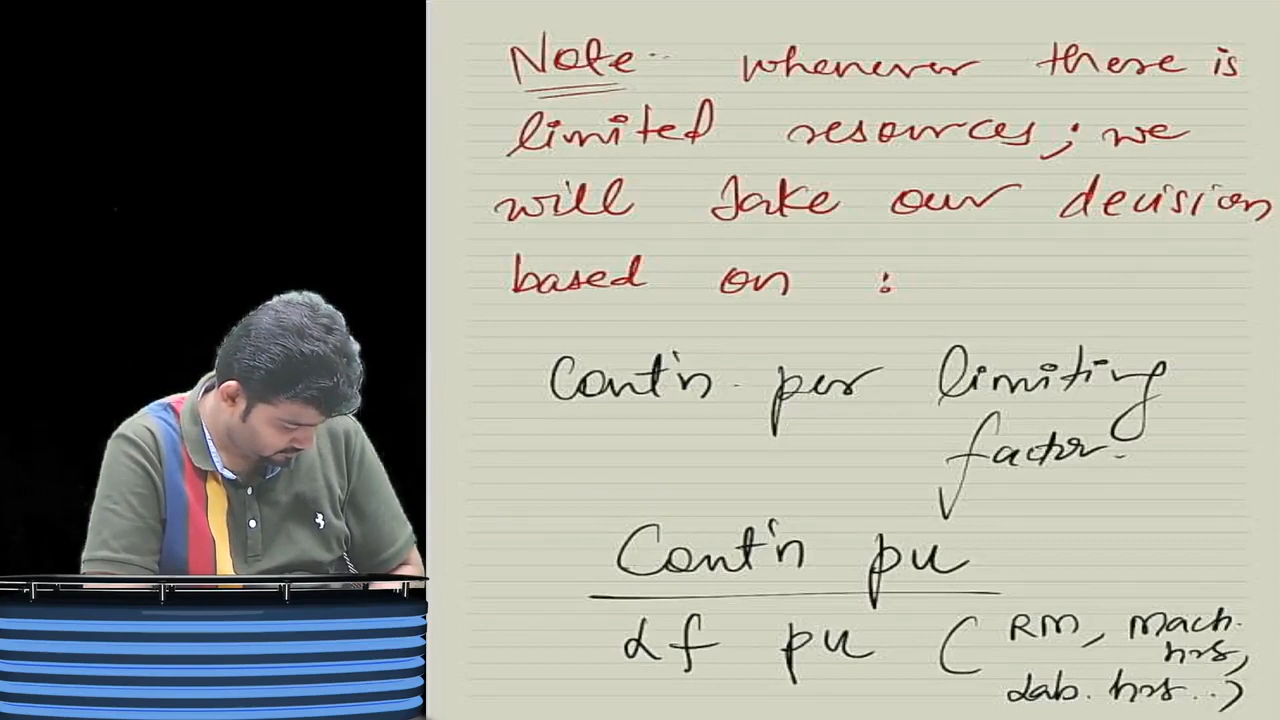 Note:- whenever there is
limited resources; we
will take our decision
based on :
Cont'n. per limiting
factor.
Cont'n pu
Lf pu ( RM, Mach.
hrs,
Lab. hrs..)